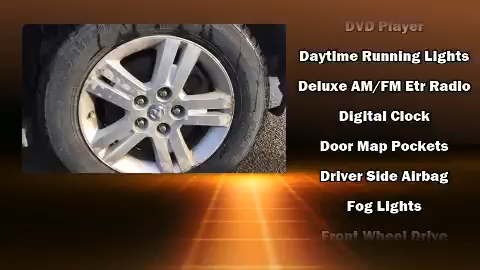 DVD Player
Daytime Running Lights
Deluxe AM/FM Etr Radio
Digital Clock
Door Map Pockets
Driver Side Airbag
Fog Lights
Front Wheel Drive